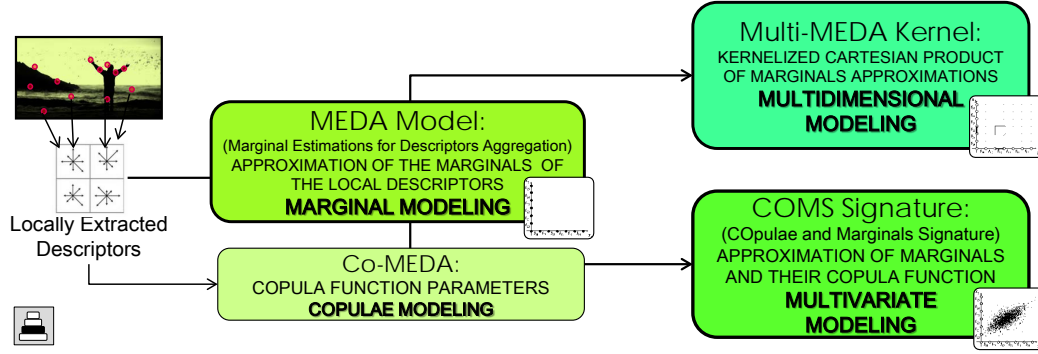 Locally Extracted
Descriptors
MEDA Model:
(Marginal Estimations for Descriptors Aggregation)
APPROXIMATION OF THE MARGINALS OF
THE LOCAL DESCRIPTORS
MARGINAL MODELING
Co-MEDA:
COPULA FUNCTION PARAMETERS
COPULAE MODELING
Multi-MEDA Kernel:
KERNELIZED CARTESIAN PRODUCT
OF MARGINALS APPROXIMATIONS
MULTIDIMENSIONAL
MODELING
COMS Signature:
(COpulae and Marginals Signature)
APPROXIMATION OF MARGINALS
AND THEIR COPULA FUNCTION
MULTIVARIATE
MODELING